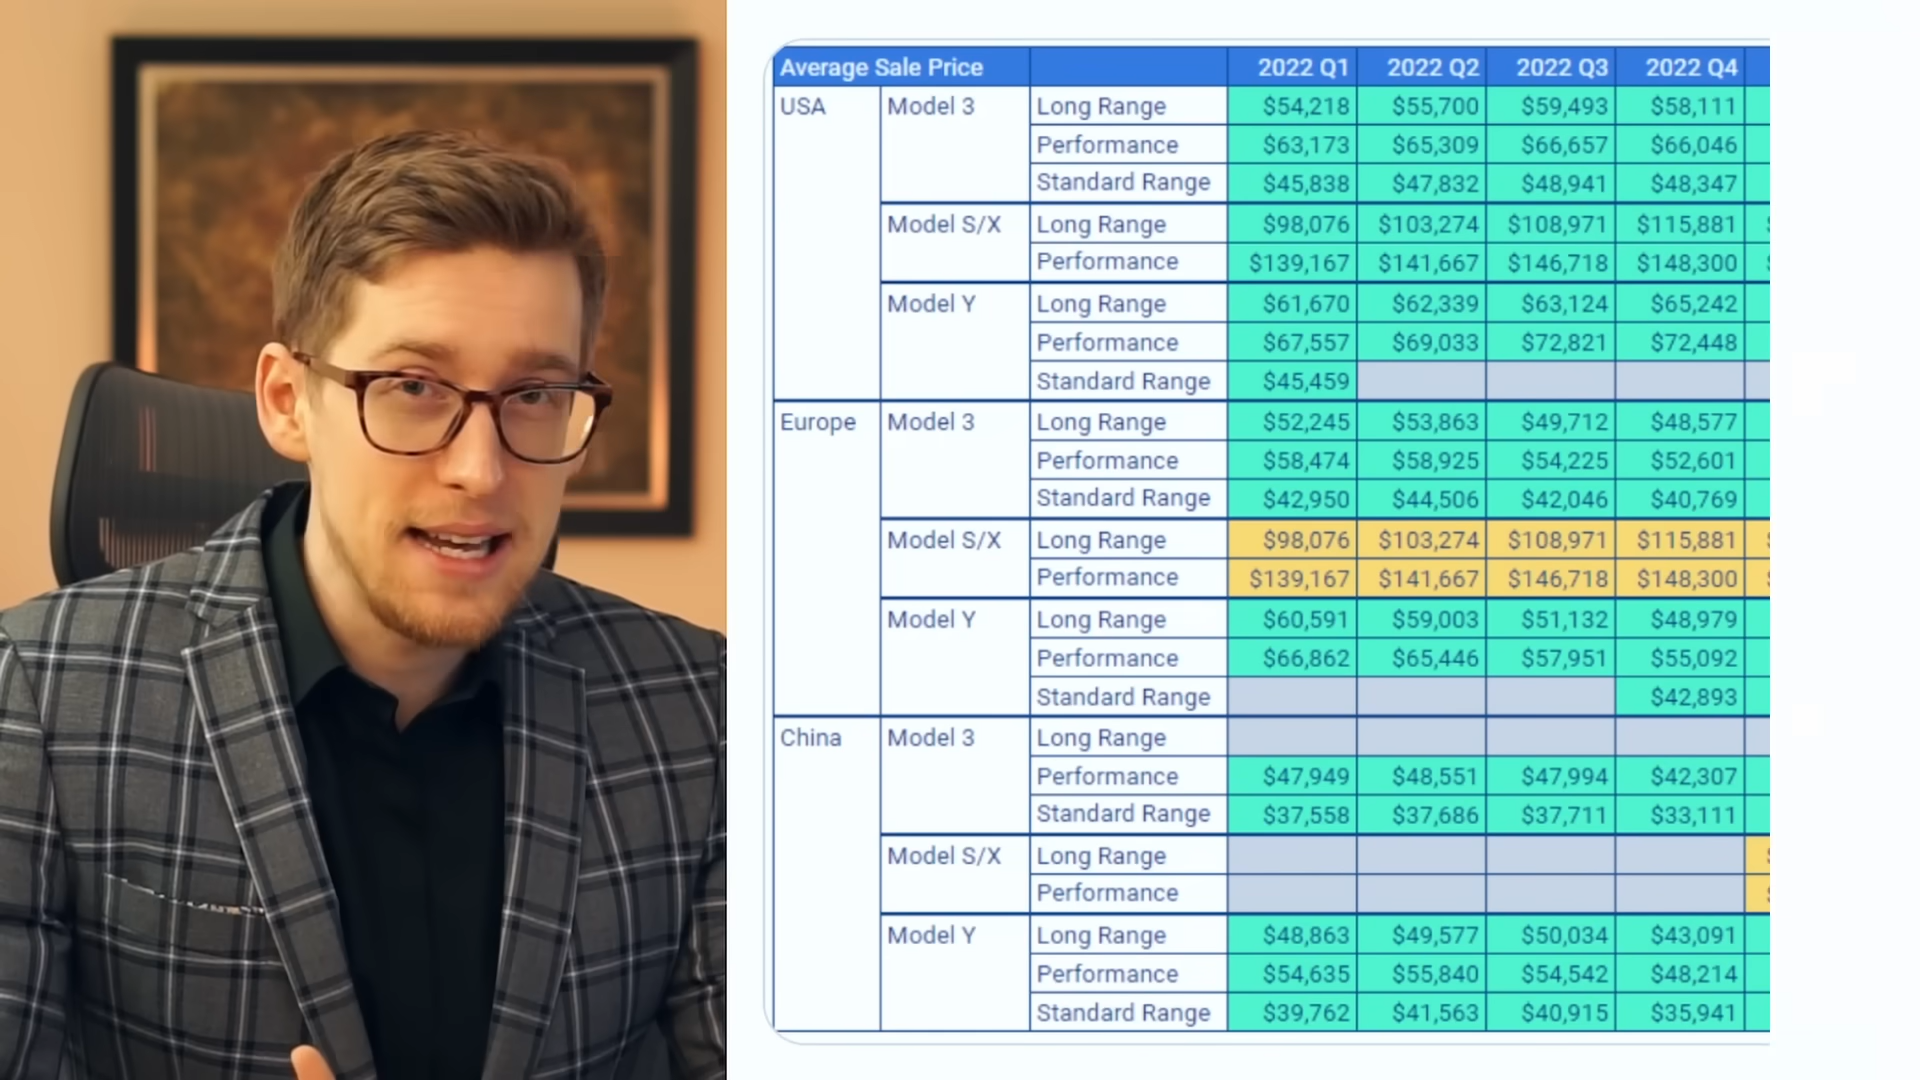 Average Sale Price 2022 Q1 2022 Q2 2022 Q3 2022 Q4
USA Model 3 Long Range $54,218 $55,700 $59,493 $58,111
Performance $63,173 $65,309 $66,657 $66,046
Standard Range $45,838 $47,832 $48,941 $48,347
Model S/X Long Range $98,076 $103,274 $108,971 $115,881
Performance $139,167 $141,667 $146,718 $148,300
Model Y Long Range $61,670 $62,339 $63,124 $65,242
Performance $67,557 $69,033 $72,821 $72,448
Standard Range $45,459
Europe Model 3 Long Range $52,245 $53,863 $49,712 $48,577
Performance $58,474 $58,925 $54,225 $52,601
Standard Range $42,950 $44,506 $42,046 $40,769
Model S/X Long Range $98,076 $103,274 $108,971 $115,881
Performance $139,167 $141,667 $146,718 $148,300
Model Y Long Range $60,591 $59,003 $51,132 $48,979
Performance $66,862 $65,446 $57,951 $55,092
Standard Range $42,893
China Model 3 Long Range
Performance $47,949 $48,551 $47,994 $42,307
Standard Range $37,558 $37,686 $37,711 $33,111
Model S/X Long Range
Performance
Model Y Long Range $48,863 $49,577 $50,034 $43,091
Performance $54,635 $55,840 $54,542 $48,214
Standard Range $39,762 $41,563 $40,915 $35,941